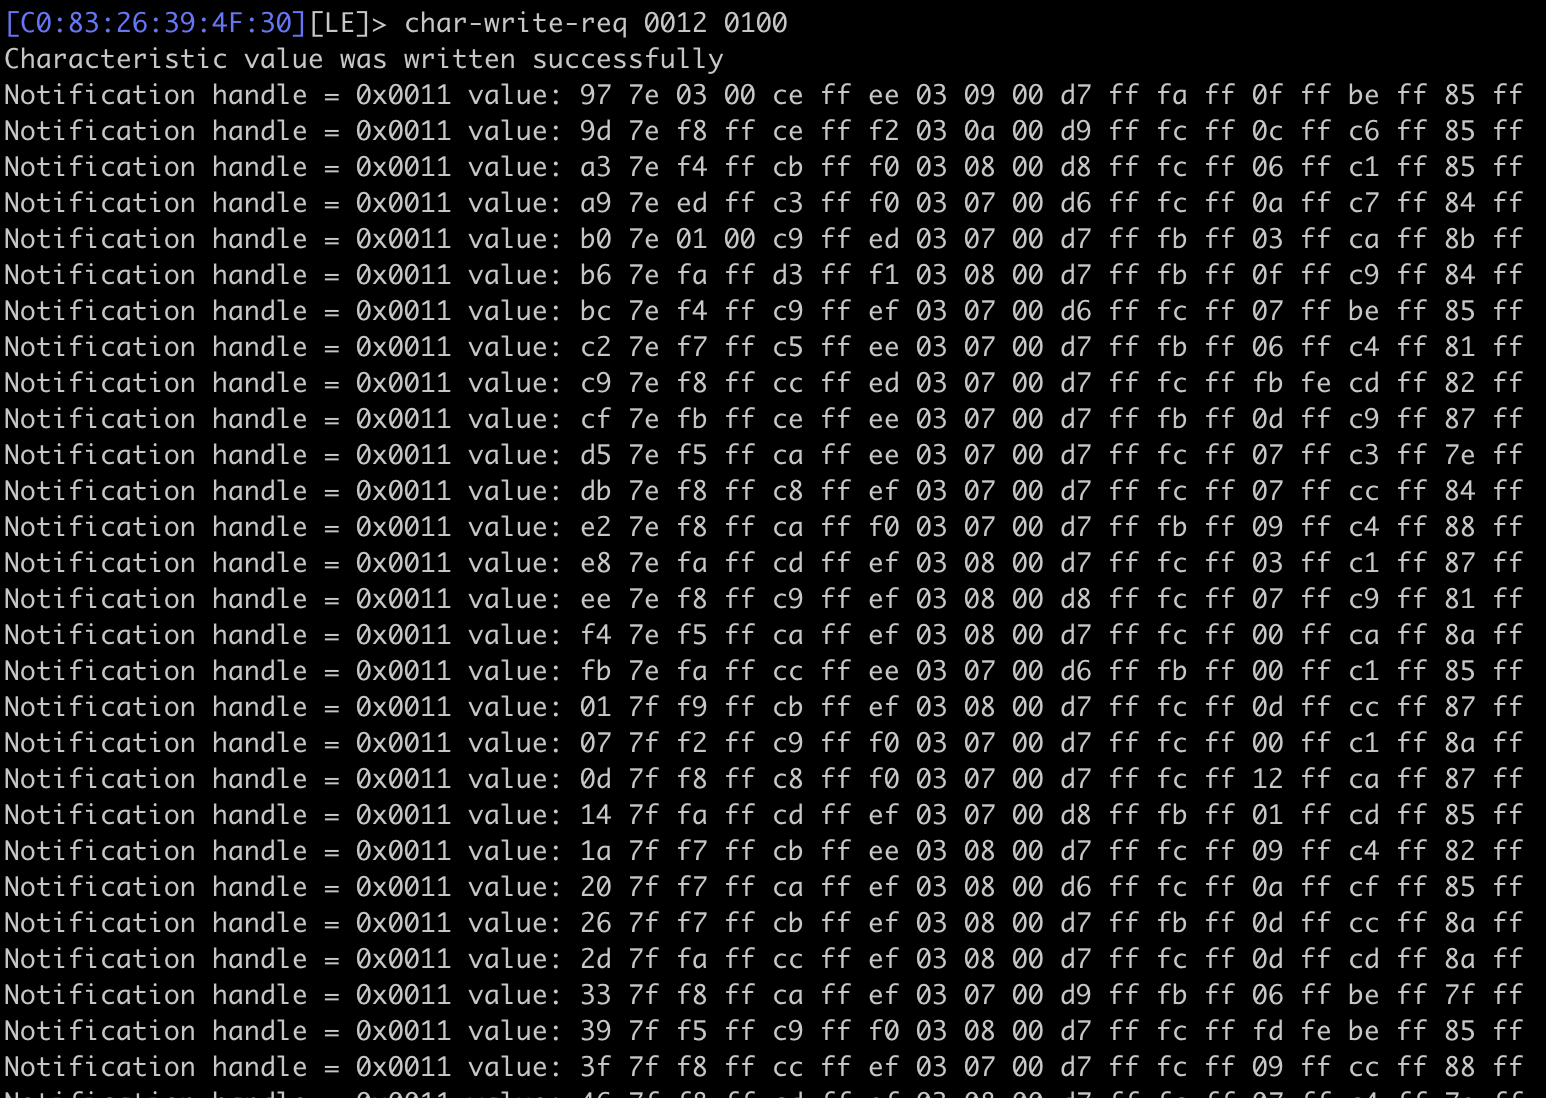 [C0:83:26:39:4F:30][LE]> char-write-req 0012 0100
Characteristic value was written successfully
Notification handle = 0x0011 value: 97 7e 03 00 ce ff ee 03 09 00 d7 ff fa ff 0f ff be ff 85 ff
Notification handle = 0x0011 value: 9d 7e f8 ff ce ff f2 03 0a 00 d9 ff fc ff 0c ff c6 ff 85 ff
Notification handle = 0x0011 value: a3 7e f4 ff cb ff f0 03 08 00 d8 ff fc ff 06 ff c1 ff 85 ff
Notification handle = 0x0011 value: a9 7e ed ff c3 ff f0 03 07 00 d6 ff fc ff 0a ff c7 ff 84 ff
Notification handle = 0x0011 value: b0 7e 01 00 c9 ff ed 03 07 00 d7 ff fb ff 03 ff ca ff 8b ff
Notification handle = 0x0011 value: b6 7e fa ff d3 ff f1 03 08 00 d7 ff fb ff 0f ff c9 ff 84 ff
Notification handle = 0x0011 value: bc 7e f4 ff c9 ff ef 03 07 00 d6 ff fc ff 07 ff be ff 85 ff
Notification handle = 0x0011 value: c2 7e f7 ff c5 ff ee 03 07 00 d7 ff fb ff 06 ff c4 ff 81 ff
Notification handle = 0x0011 value: c9 7e f8 ff cc ff ed 03 07 00 d7 ff fc ff fb fe cd ff 82 ff
Notification handle = 0x0011 value: cf 7e fb ff ce ff ee 03 07 00 d7 ff fb ff 0d ff c9 ff 87 ff
Notification handle = 0x0011 value: d5 7e f5 ff ca ff ee 03 07 00 d7 ff fc ff 07 ff c3 ff 7e ff
Notification handle = 0x0011 value: db 7e f8 ff c8 ff ef 03 07 00 d7 ff fc ff 07 ff cc ff 84 ff
Notification handle = 0x0011 value: e2 7e f8 ff ca ff f0 03 07 00 d7 ff fb ff 09 ff c4 ff 88 ff
Notification handle = 0x0011 value: e8 7e fa ff cd ff ef 03 08 00 d7 ff fc ff 03 ff c1 ff 87 ff
Notification handle = 0x0011 value: ee 7e f8 ff c9 ff ef 03 08 00 d8 ff fc ff 07 ff c9 ff 81 ff
Notification handle = 0x0011 value: f4 7e f5 ff ca ff ef 03 08 00 d7 ff fc ff 00 ff ca ff 8a ff
Notification handle = 0x0011 value: fb 7e fa ff cc ff ee 03 07 00 d6 ff fb ff 00 ff c1 ff 85 ff
Notification handle = 0x0011 value: 01 7f f9 ff cb ff ef 03 08 00 d7 ff fc ff 0d ff cc ff 87 ff
Notification handle = 0x0011 value: 07 7f f2 ff c9 ff f0 03 07 00 d7 ff fc ff 00 ff c1 ff 8a ff
Notification handle = 0x0011 value: 0d 7f f8 ff c8 ff f0 03 07 00 d7 ff fc ff 12 ff ca ff 87 ff
Notification handle = 0x0011 value: 14 7f fa ff cd ff ef 03 07 00 d8 ff fb ff 01 ff cd ff 85 ff
Notification handle = 0x0011 value: 1a 7f f7 ff cb ff ee 03 08 00 d7 ff fc ff 09 ff c4 ff 82 ff
Notification handle = 0x0011 value: 20 7f f7 ff ca ff ef 03 08 00 d6 ff fc ff 0a ff cf ff 85 ff
Notification handle = 0x0011 value: 26 7f f7 ff cb ff ef 03 08 00 d7 ff fb ff 0d ff cc ff 8a ff
Notification handle = 0x0011 value: 2d 7f fa ff cc ff ef 03 08 00 d7 ff fc ff 0d ff cd ff 8a ff
Notification handle = 0x0011 value: 33 7f f8 ff ca ff ef 03 07 00 d9 ff fb ff 06 ff be ff 7f ff
Notification handle = 0x0011 value: 39 7f f5 ff c9 ff f0 03 08 00 d7 ff fc ff fd fe be ff 85 ff
Notification handle = 0x0011 value: 3f 7f f8 ff cc ff ef 03 07 00 d7 ff fc ff 09 ff cc ff 88 ff